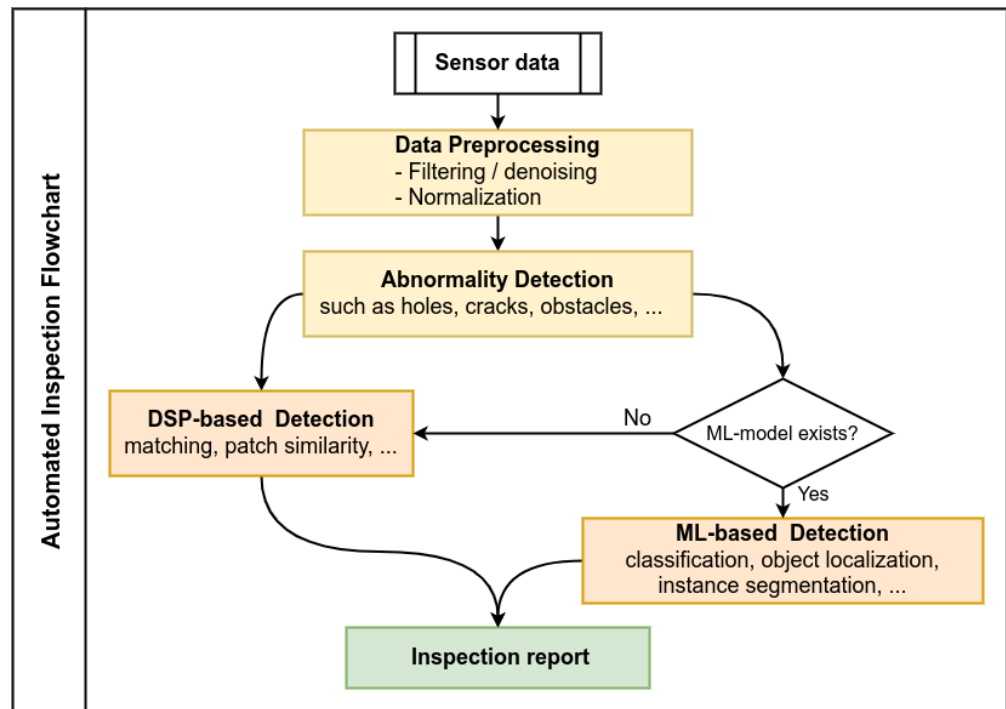 Automated Inspection Flowchart
Sensor data
Data Preprocessing
- Filtering / denoising
- Normalization
Abnormality Detection
such as holes, cracks, obstacles, ...
DSP-based Detection
matching, patch similarity, ...
No
ML-model exists?
Yes
ML-based Detection
classification, object localization,
instance segmentation, ...
Inspection report